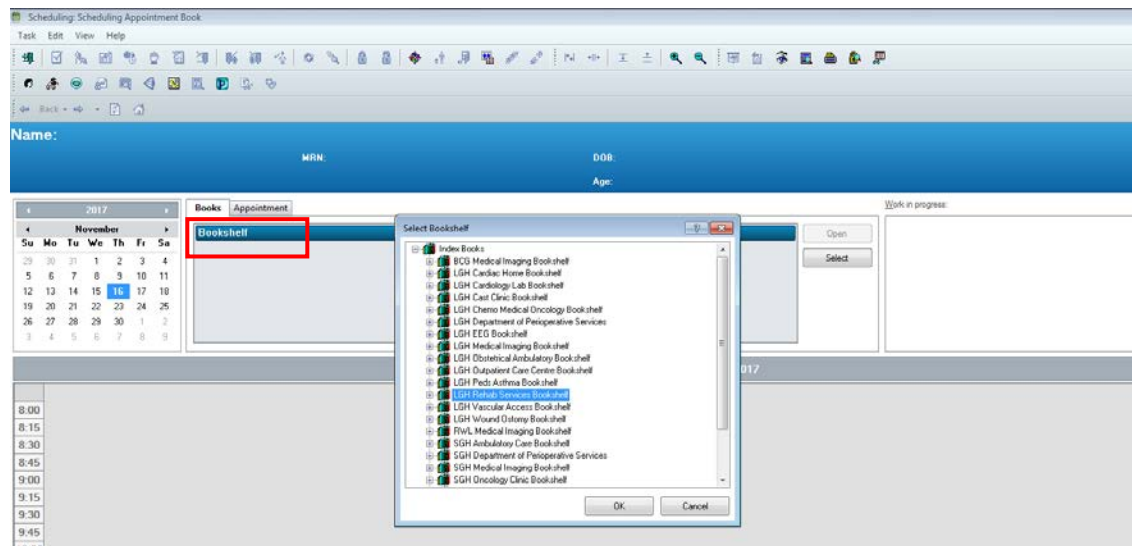 Scheduling: Scheduling Appointment Book
Task Edit View Help
Back
Name:
MRN: DOB:
Age:
2017
November
Su Mo Tu We Th Fr Sa
29 30 31 1 2 3 4
5 6 7 8 9 10 11
12 13 14 15 16 17 18
19 20 21 22 23 24 25
26 27 28 29 30 1 2
3 4 5 6 7 8 9
Books Appointment
Bookshelf
Select Bookshelf
Index Books
BCG Medical Imaging Bookshelf
LGH Cardiac Home Bookshelf
LGH Cardiology Lab Bookshelf
LGH Cast Clinic Bookshelf
LGH Chemo Medical Oncology Bookshelf
LGH Department of Perioperative Services
LGH EEG Bookshelf
LGH Medical Imaging Bookshelf
LGH Obstetrical Ambulatory Bookshelf
LGH Outpatient Care Centre Bookshelf
LGH Peds Asthma Bookshelf
LGH Rehab Services Bookshelf
LGH Vascular Access Bookshelf
LGH Wound Ostomy Bookshelf
RWL Medical Imaging Bookshelf
SGH Ambulatory Care Bookshelf
SGH Department of Perioperative Services
SGH Medical Imaging Bookshelf
SGH Oncology Clinic Bookshelf
OK Cancel
Open
Select
Work in progress:
017
8:00
8:15
8:30
8:45
9:00
9:15
9:30
9:45